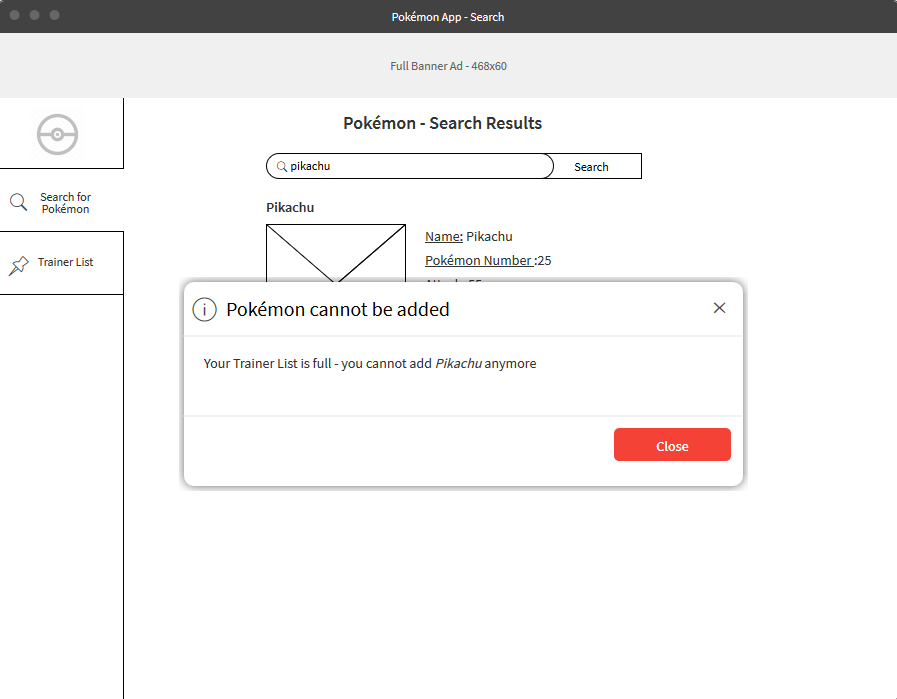 Pokémon App - Search
Full Banner Ad - 468x60
Pokémon - Search Results
pikachu
Search
Search for
Pokémon
Pikachu
Name: Pikachu
Pokémon Number :25
Trainer List
Pokémon cannot be added
Your Trainer List is full - you cannot add Pikachu anymore
Close